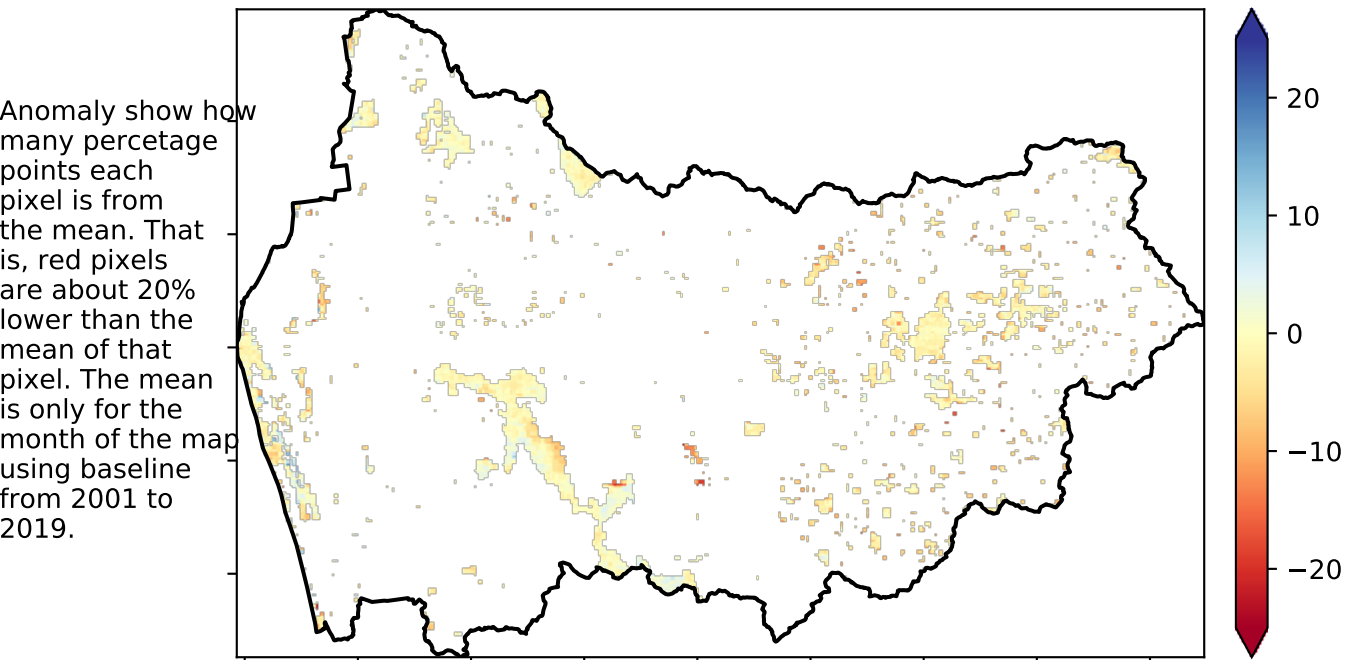 Anomaly show how
many percetage
points each
pixel is from
the mean. That
is, red pixels
are about 20%
lower than the
mean of that
pixel. The mean
is only for the
month of the map
using baseline
from 2001 to
2019.
20
10
0
−10
−20